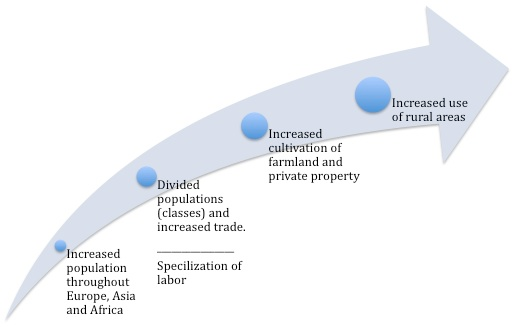 Increased
population
throughout
Europe, Asia
and Africa
Divided
populations
(classes) and
increased trade.
Specilization of
labor
Increased
cultivation of
farmland and
private property
Increased use
of rural areas